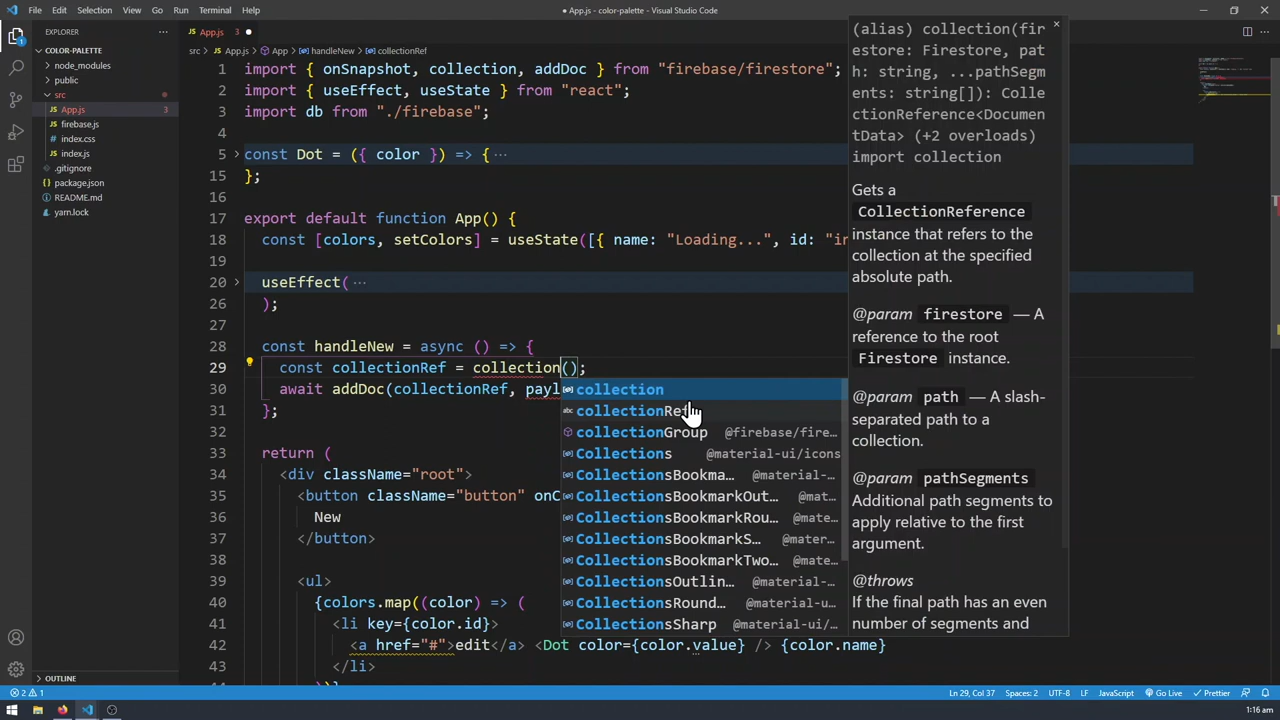 File Edit Selection View Go Run Terminal Help
● App.js - color-palette - Visual Studio Code
EXPLORER
COLOR-PALETTE
node_modules
public
src
App.js 3
firebase.js
index.css
index.js
.gitignore
package.json
README.md
yarn.lock
OUTLINE
JS App.js 3 ●
src > JS App.js > App > handleNew > collectionRef
1 import { onSnapshot, collection, addDoc } from "firebase/firestore";
2 import { useEffect, useState } from "react";
3 import db from "./firebase";
4
5 const Dot = ({ color }) => { ···
15 };
16
17 export default function App() {
18 const [colors, setColors] = useState([{ name: "Loading...", id: "in
19
20 useEffect( ···
26 );
27
28 const handleNew = async () => {
29 const collectionRef = collection();
30 await addDoc(collectionRef, payl
31 };
32
33 return (
34 <div className="root">
35 <button className="button" onC
36 New
37 </button>
38
39 <ul>
40 {colors.map((color) => (
41 <li key={color.id}>
42 <a href="#">edit</a> <Dot color={color.value} /> {color.name}
43 </li>
collection
collectionRef
collectionGroup @firebase/fire...
Collections @material-ui/icons
CollectionsBookma... @material-...
CollectionsBookmarkOut... @mat...
CollectionsBookmarkRou... @mate...
CollectionsBookmarkS... @mater...
CollectionsBookmarkTwo... @mate...
CollectionsOutlin... @material-...
CollectionsRound... @material-u...
CollectionsSharp @material-ui/...
(alias) collection(fir
estore: Firestore, pat
h: string, ...pathSegm
ents: string[]): Colle
ctionReference<Documen
tData> (+2 overloads)
import collection
Gets a
CollectionReference
instance that refers to the
collection at the specified
absolute path.
@param firestore — A
reference to the root
Firestore instance.
@param path — A slash-
separated path to a
collection.
@param pathSegments
Additional path segments to
apply relative to the first
argument.
@throws
If the final path has an even
number of segments and
2 1
Ln 29, Col 37 Spaces: 2 UTF-8 LF JavaScript Go Live Prettier
1:16 am